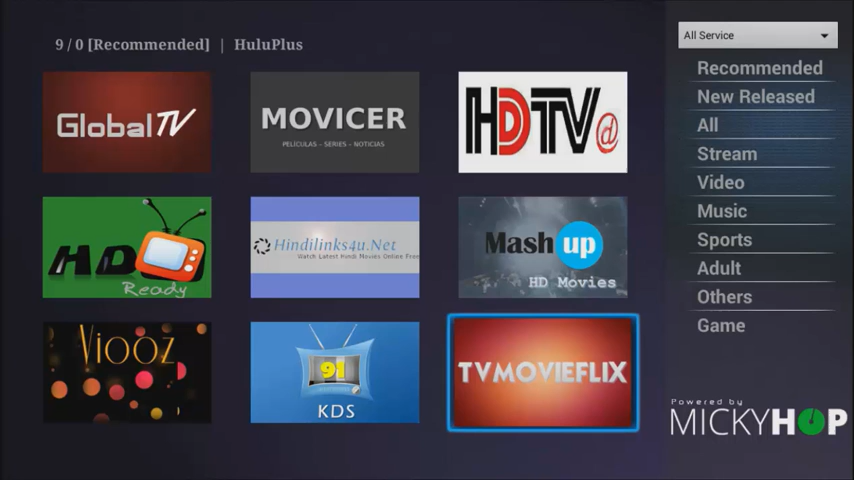 9 / 0 [Recommended] | HuluPlus
GLOBALTV
MOVICER
PELÍCULAS - SERIES - NOTICIAS
HDTV@
HD
Ready
Hindilinks4u.Net
Watch Latest Hindi Movies Online Free
Mash up
HD Movies
Viooz
91
KDS
TVMOVIEFLIX
All Service
Recommended
New Released
All
Stream
Video
Music
Sports
Adult
Others
Game
Powered by
MICKYHOP